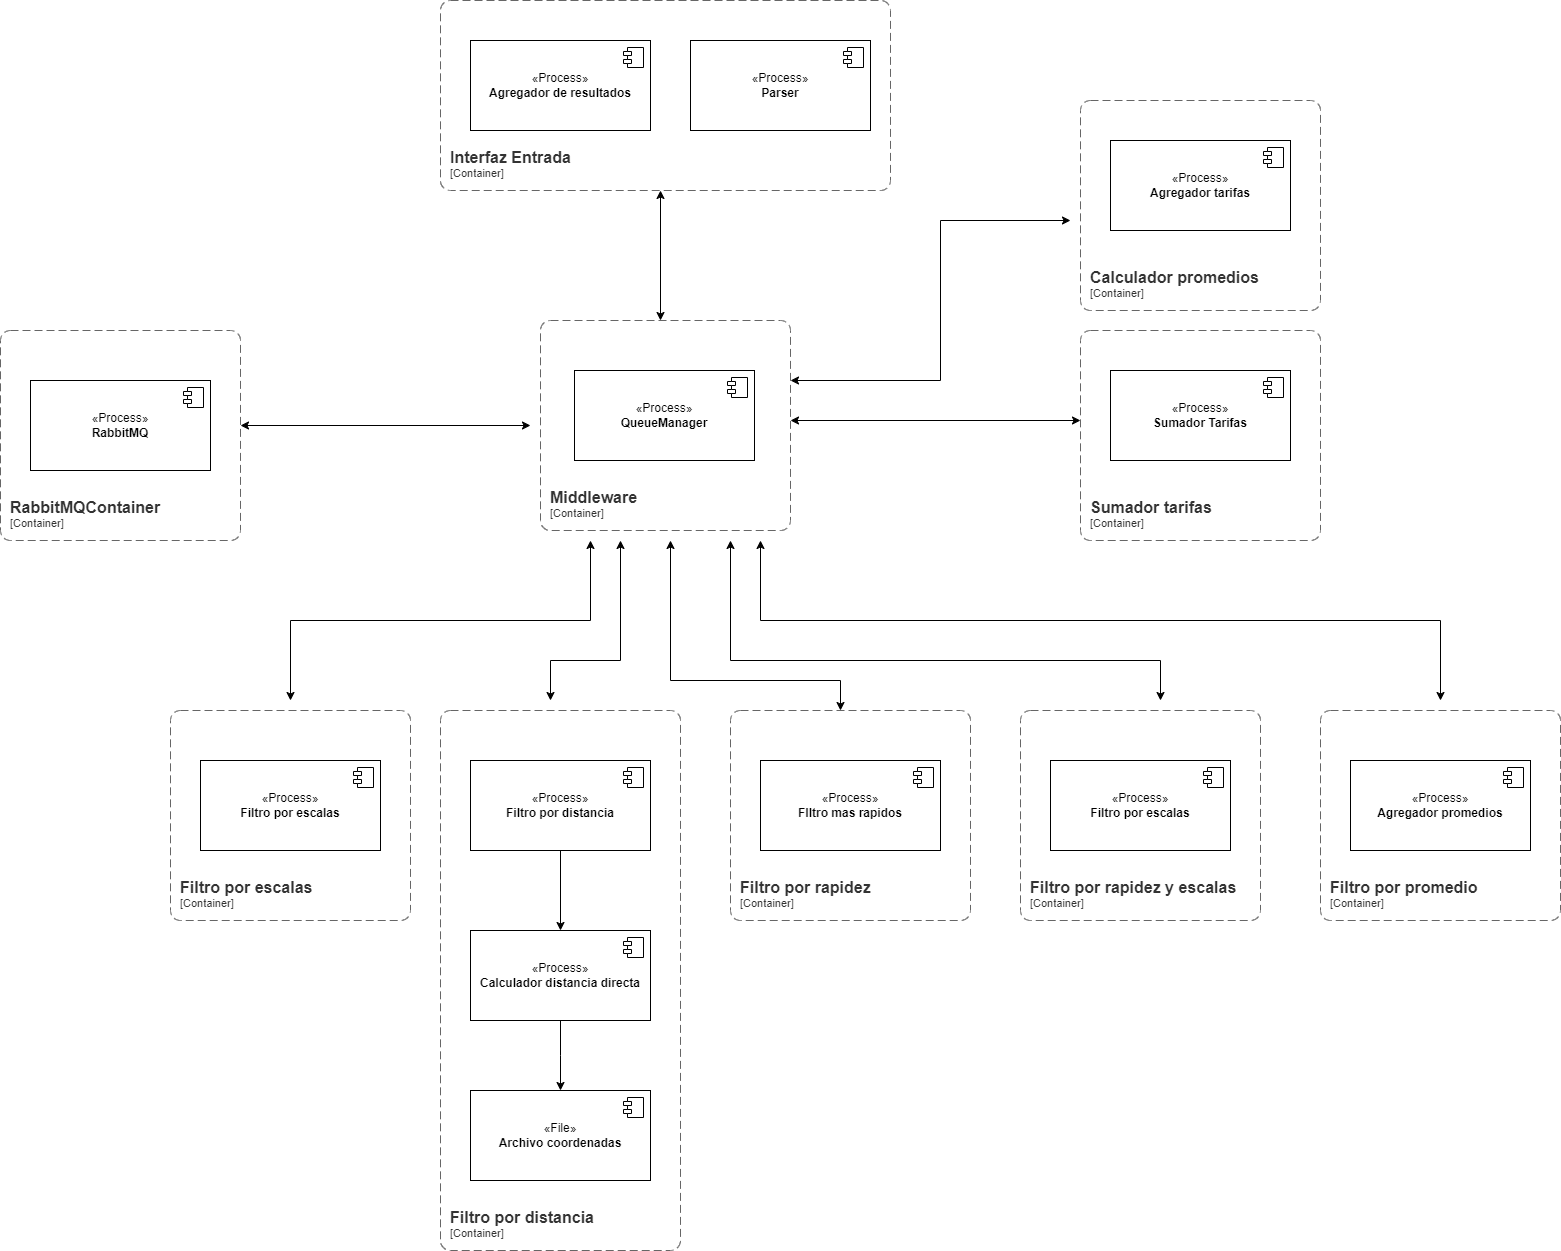 «Process»
Agregador de resultados
«Process»
Parser
Interfaz Entrada
[Container]
«Process»
Agregador tarifas
Calculador promedios
[Container]
«Process»
RabbitMQ
RabbitMQContainer
[Container]
«Process»
QueueManager
Middleware
[Container]
«Process»
Sumador Tarifas
Sumador tarifas
[Container]
«Process»
Filtro por escalas
Filtro por escalas
[Container]
«Process»
Filtro por distancia
«Process»
Calculador distancia directa
«File»
Archivo coordenadas
Filtro por distancia
[Container]
«Process»
FIltro mas rapidos
Filtro por rapidez
[Container]
«Process»
Filtro por escalas
Filtro por rapidez y escalas
[Container]
«Process»
Agregador promedios
Filtro por promedio
[Container]